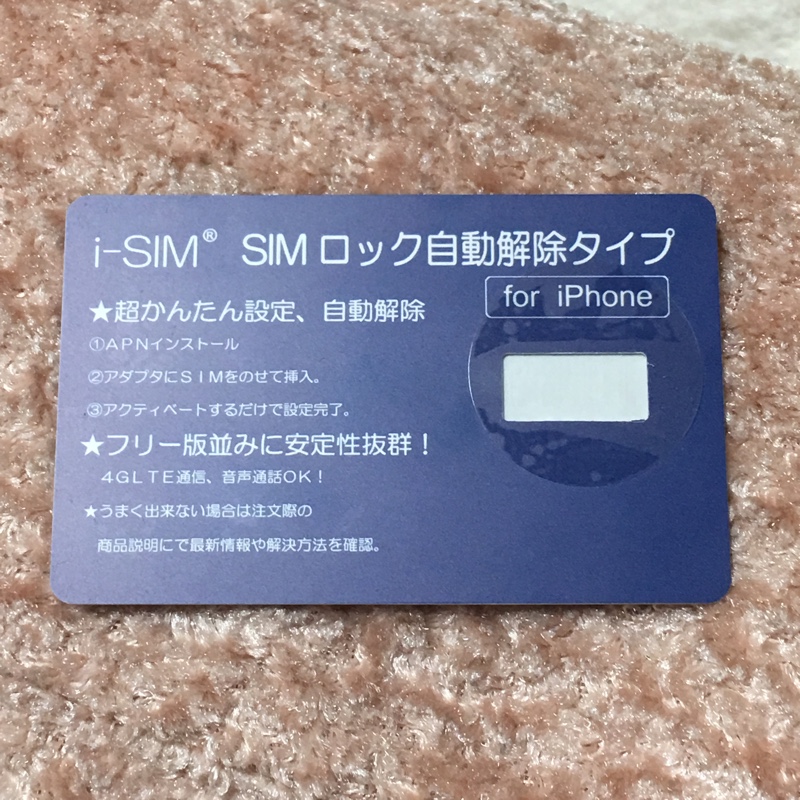 i-SIM® SIMロック自動解除タイプ
for iPhone
★超かんたん設定、自動解除
①APNインストール
②アダプタにSIMをのせて挿入。
③アクティベートするだけで設定完了。
★フリー版並みに安定性抜群！
4GLTE通信、音声通話OK！
★うまく出来ない場合は注文際の
商品説明にて最新情報や解決方法を確認。